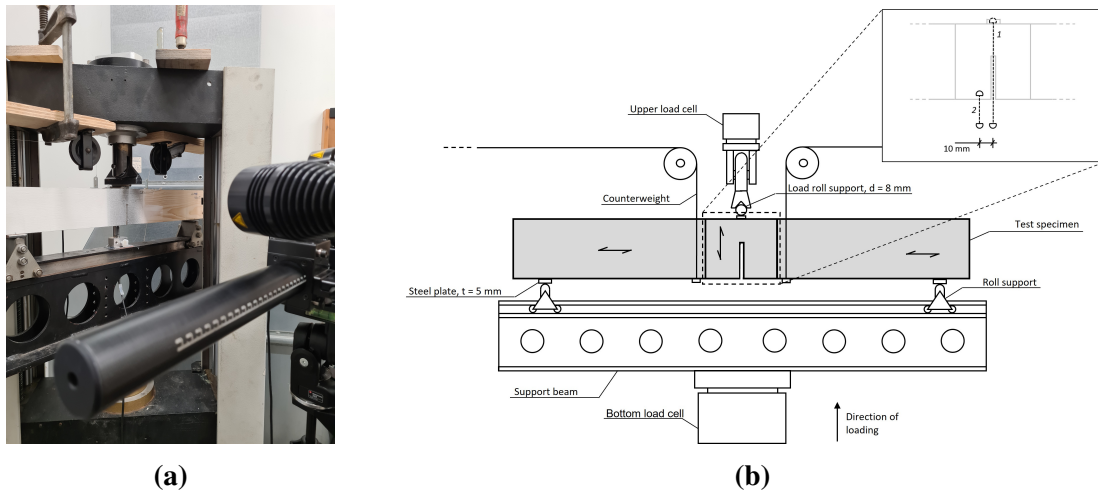 1
2
10 mm
Upper load cell
Load roll support, d = 8 mm
Counterweight
Test specimen
Steel plate, t = 5 mm
Roll support
Support beam
Bottom load cell
Direction of
loading
(a)
(b)